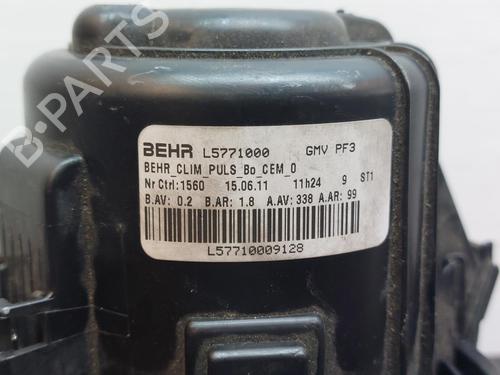 BEHR L5771000 GMV PF3
BEHR_CLIM_PULS_Bo_CEM_0
Nr Ctrl:1560 15.06.11 11h24 9 ST1
B.AV: 0.2 B.AR: 1.8 A.AV: 338 A.AR: 99
L57710009128
B-PARTS